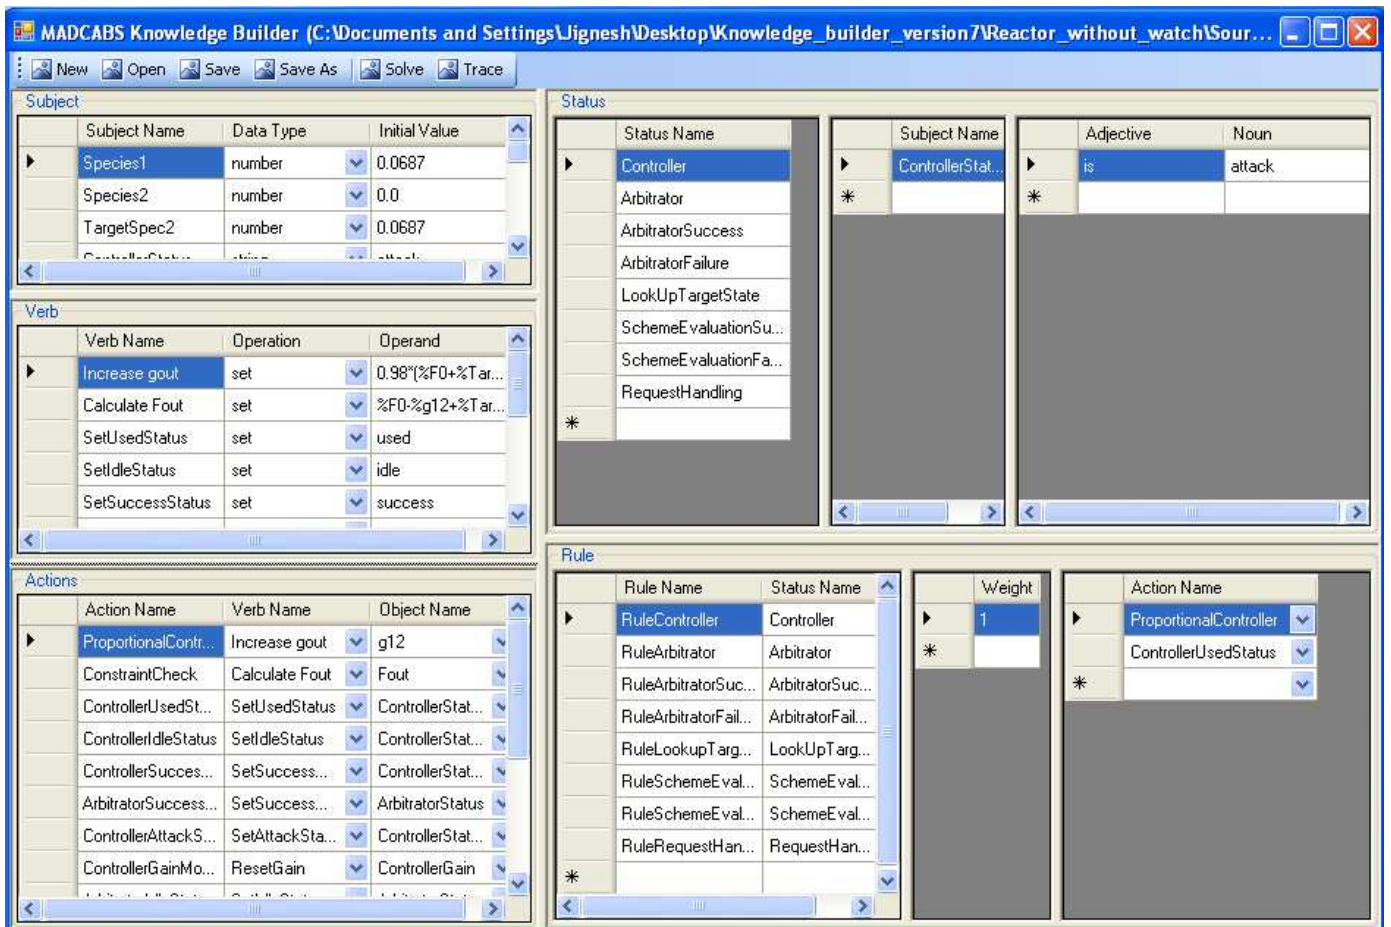 MADCABS Knowledge Builder (C:\Documents and Settings\Jignesh\Desktop\Knowledge_builder_version7\Reactor_without_watch\Sour...
New Open Save Save As Solve Trace
Subject
Subject Name Data Type Initial Value
Species1 number 0.0687
Species2 number 0.0
TargetSpec2 number 0.0687
Verb
Verb Name Operation Operand
Increase gout set 0.98*(%F0+%Tar...
Calculate Fout set %F0-%g12+%Tar...
SetUsedStatus set used
SetIdleStatus set idle
SetSuccessStatus set success
Actions
Action Name Verb Name Object Name
ProportionalContr... Increase gout g12
ConstraintCheck Calculate Fout Fout
ControllerUsedSt... SetUsedStatus ControllerStat...
ControllerIdleStatus SetIdleStatus ControllerStat...
ControllerSucces... SetSuccess... ControllerStat...
ArbitratorSuccess... SetSuccess... ArbitratorStatus
ControllerAttackS... SetAttackSta... ControllerStat...
ControllerGainMo... ResetGain ControllerGain
Status
Status Name
Controller
Arbitrator
ArbitratorSuccess
ArbitratorFailure
LookUpTargetState
SchemeEvaluationSu...
SchemeEvaluationFa...
RequestHandling
Subject Name
ControllerStat...
Adjective Noun
is attack
Rule
Rule Name Status Name
RuleController Controller
RuleArbitrator Arbitrator
RuleArbitratorSuc... ArbitratorSuc...
RuleArbitratorFail... ArbitratorFail...
RuleLookupTarg... LookUpTarg...
RuleSchemeEval... SchemeEval...
RuleSchemeEval... SchemeEval...
RuleRequestHan... RequestHan...
Weight
1
Action Name
ProportionalController
ControllerUsedStatus